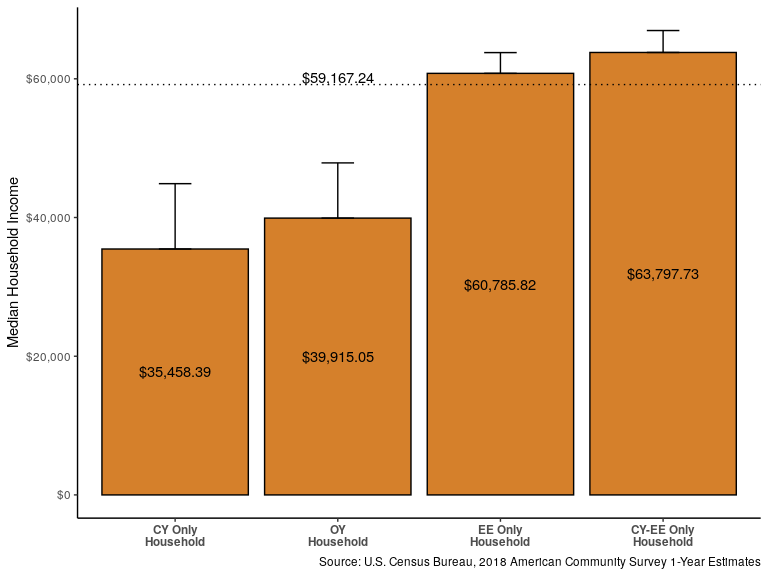 Median Household Income
$60,000
$40,000
$20,000
$0
$59,167.24
$35,458.39
$39,915.05
$60,785.82
$63,797.73
CY Only
Household
OY
Household
EE Only
Household
CY-EE Only
Household
Source: U.S. Census Bureau, 2018 American Community Survey 1-Year Estimates